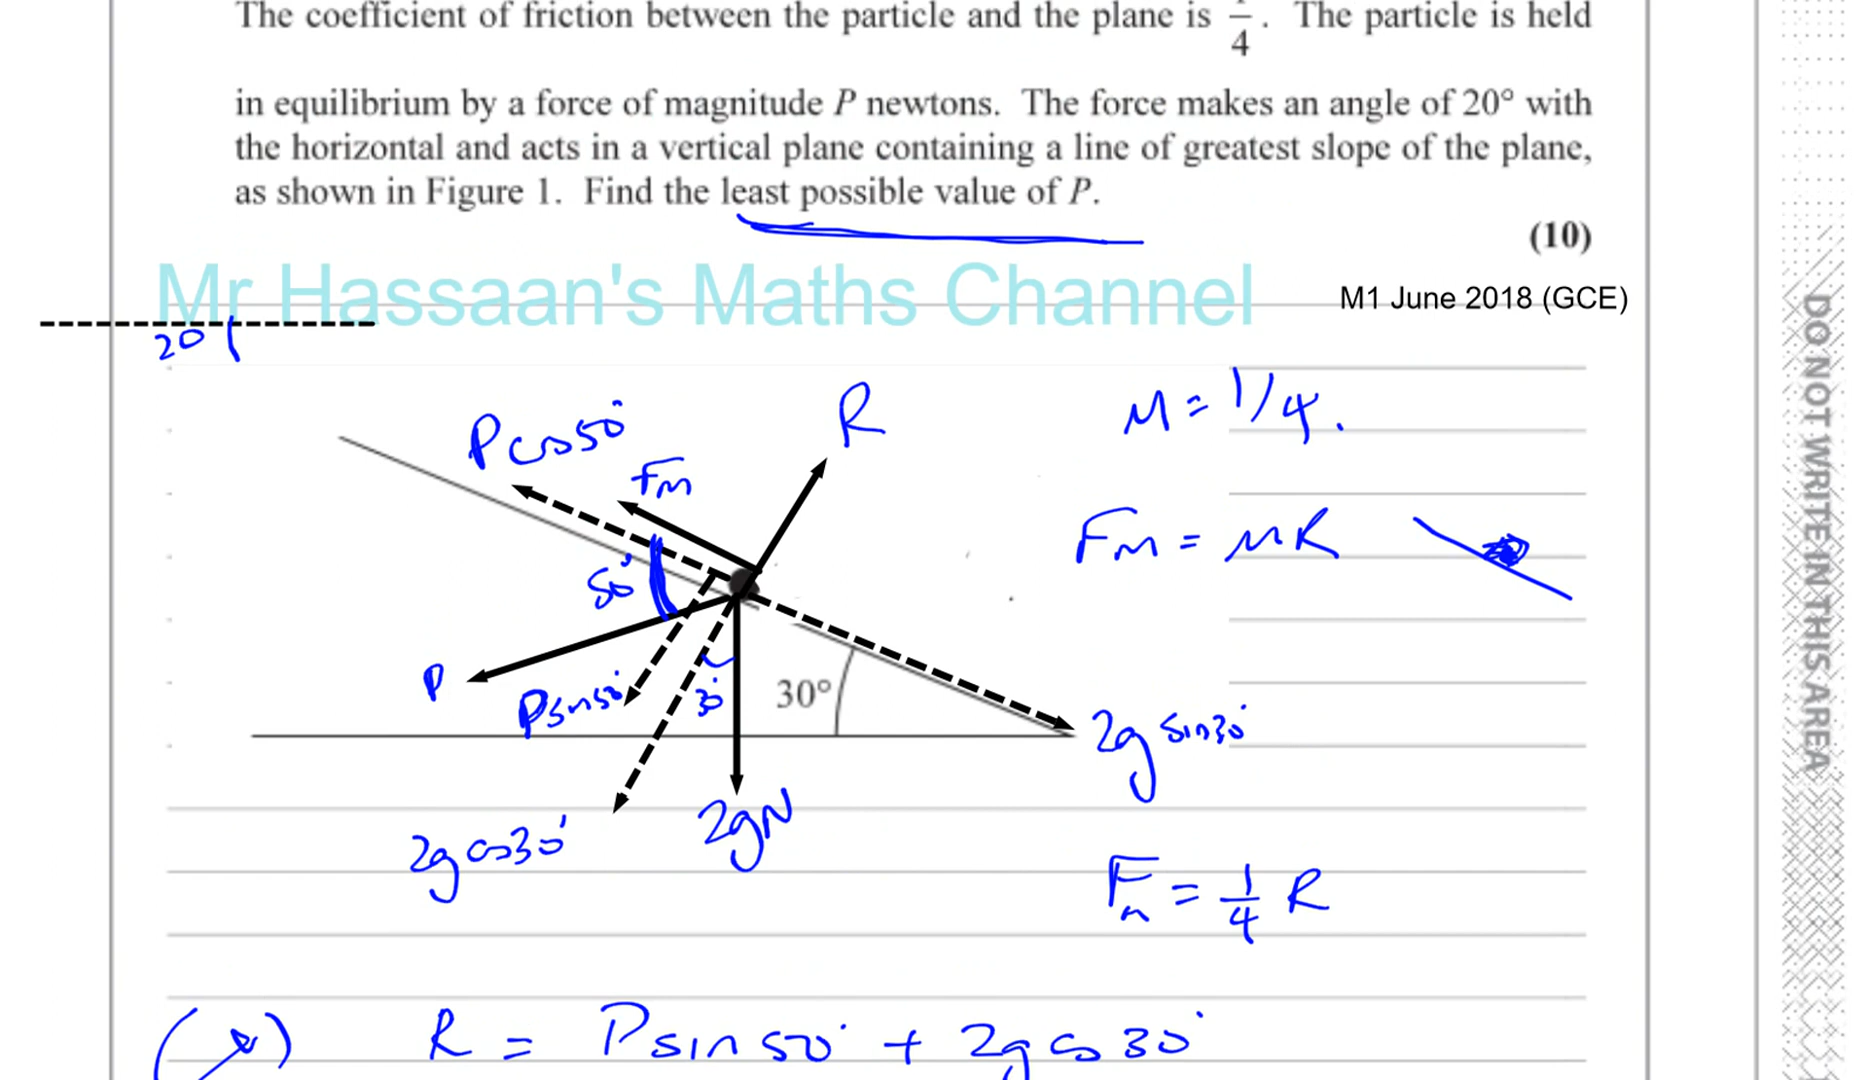 The coefficient of friction between the particle and the plane is 1/4. The particle is held
in equilibrium by a force of magnitude P newtons. The force makes an angle of 20° with
the horizontal and acts in a vertical plane containing a line of greatest slope of the plane,
as shown in Figure 1. Find the least possible value of P.
(10)
Mr Hassaan's Maths Channel
M1 June 2018 (GCE)
20
R
M = 1/4.
P cos50°
Fm
Fm = MR
50°
P
Psin50°
30
30°
2g sin30°
2gcos30°
2gN
Fm = 1/4 R
R = Psin50° + 2gcos30°
DO NOT WRITE IN THIS AREA